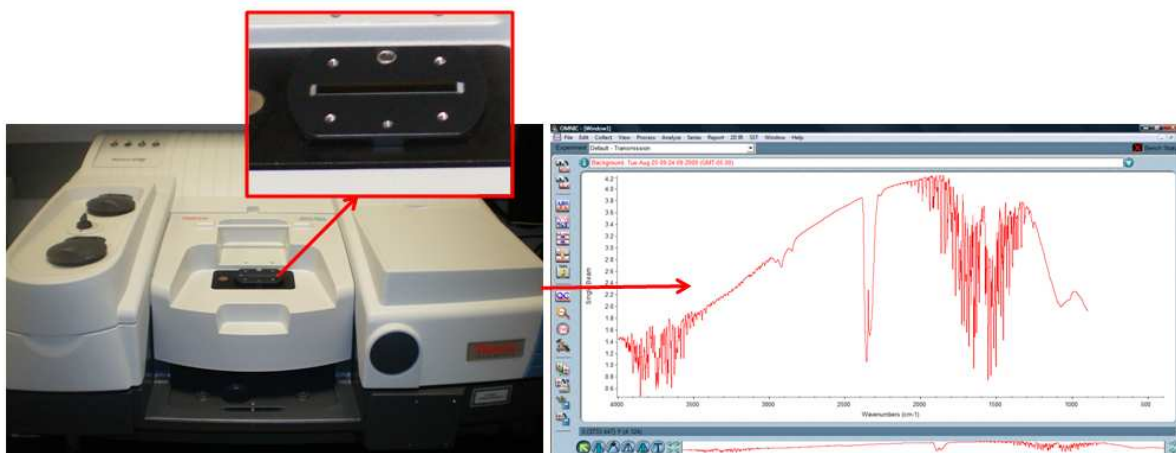 OMNIC - [Window1]
File Edit Collect View Process Analyze Series Report 2D IR SST Window Help
Experiment Default - Transmission
Bench Status
Background: Tue Aug 25 09:24:09 2009 (GMT-05:00)
ABS
QC
4.2
4.0
3.8
3.6
3.4
3.2
3.0
2.8
2.6
2.4
2.2
2.0
1.8
1.6
1.4
1.2
1.0
0.8
0.6
Single Beam
4000 3500 3000 2500 2000 1500 1000 500
Wavenumbers (cm-1)